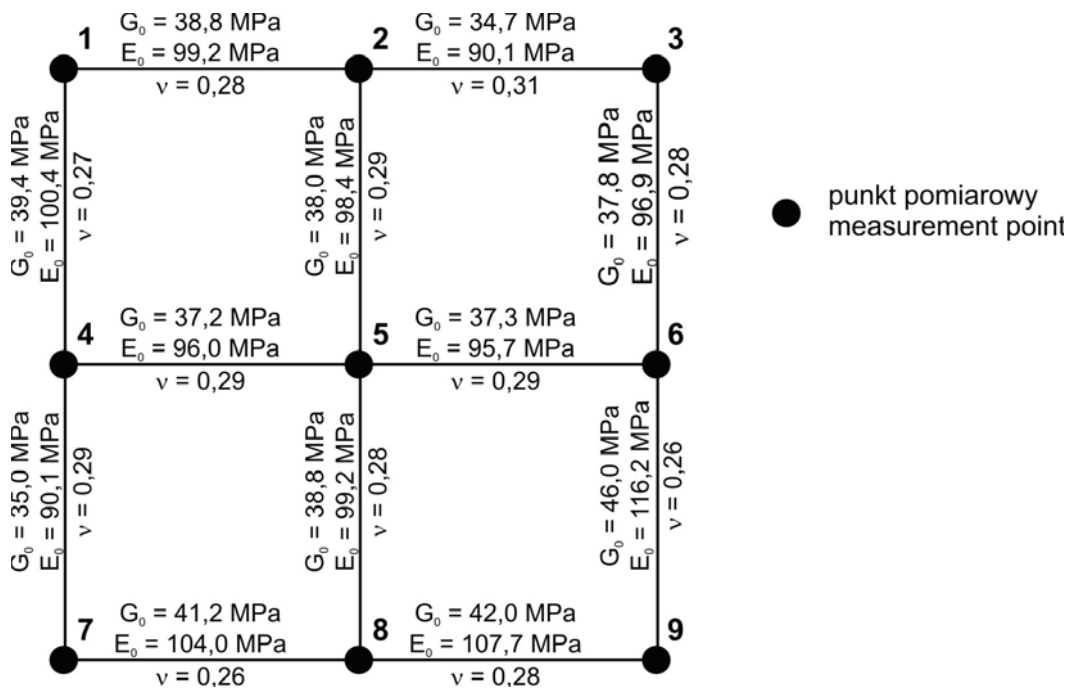 1
G₀ = 38,8 MPa
E₀ = 99,2 MPa
ν = 0,28
2
G₀ = 34,7 MPa
E₀ = 90,1 MPa
ν = 0,31
3
G₀ = 39,4 MPa
E₀ = 100,4 MPa
ν = 0,27
G₀ = 38,0 MPa
E₀ = 98,4 MPa
ν = 0,29
G₀ = 37,8 MPa
E₀ = 96,9 MPa
ν = 0,28
punkt pomiarowy
measurement point
4
G₀ = 37,2 MPa
E₀ = 96,0 MPa
ν = 0,29
5
G₀ = 37,3 MPa
E₀ = 95,7 MPa
ν = 0,29
6
G₀ = 35,0 MPa
E₀ = 90,1 MPa
ν = 0,29
G₀ = 38,8 MPa
E₀ = 99,2 MPa
ν = 0,28
G₀ = 46,0 MPa
E₀ = 116,2 MPa
ν = 0,26
7
G₀ = 41,2 MPa
E₀ = 104,0 MPa
ν = 0,26
8
G₀ = 42,0 MPa
E₀ = 107,7 MPa
ν = 0,28
9